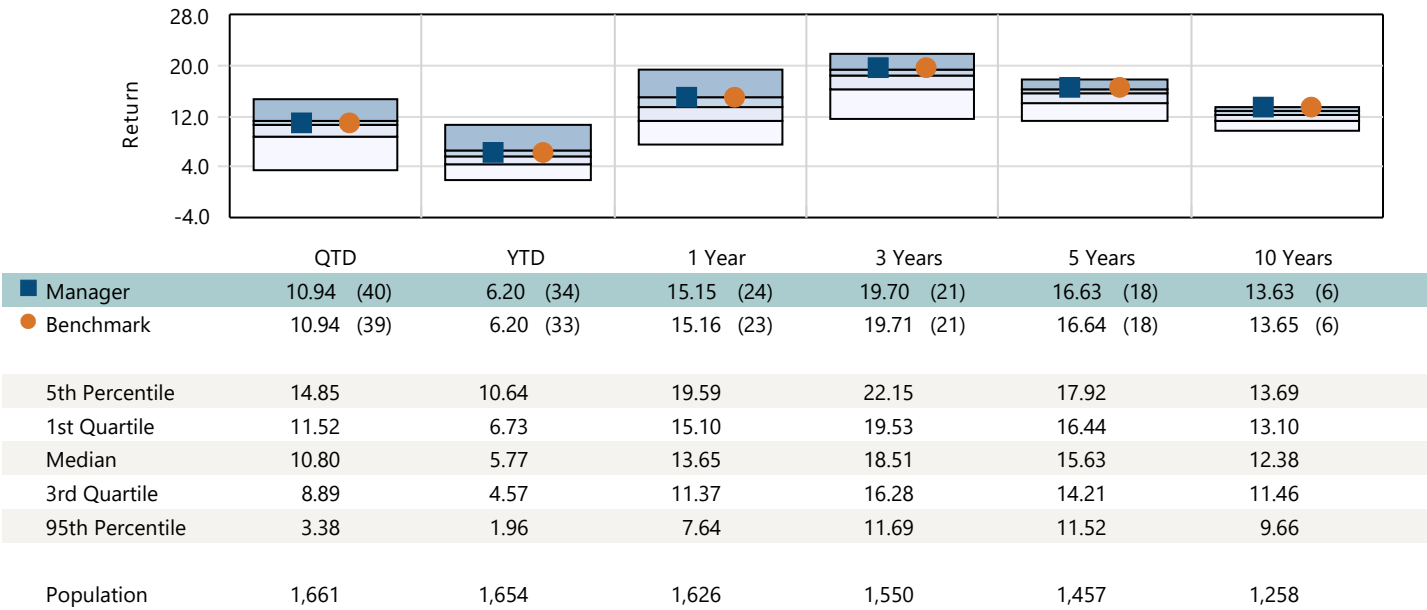 28.0
20.0
12.0
4.0
-4.0
Return
QTD YTD 1 Year 3 Years 5 Years 10 Years
Manager 10.94 (40) 6.20 (34) 15.15 (24) 19.70 (21) 16.63 (18) 13.63 (6)
Benchmark 10.94 (39) 6.20 (33) 15.16 (23) 19.71 (21) 16.64 (18) 13.65 (6)
5th Percentile 14.85 10.64 19.59 22.15 17.92 13.69
1st Quartile 11.52 6.73 15.10 19.53 16.44 13.10
Median 10.80 5.77 13.65 18.51 15.63 12.38
3rd Quartile 8.89 4.57 11.37 16.28 14.21 11.46
95th Percentile 3.38 1.96 7.64 11.69 11.52 9.66
Population 1,661 1,654 1,626 1,550 1,457 1,258